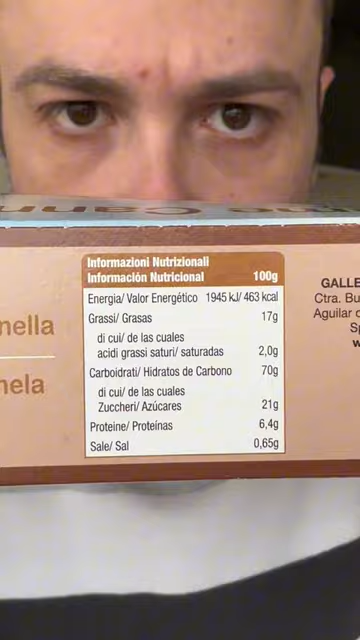 Informazioni Nutrizionali
Información Nutricional 100g
Energia/ Valor Energético 1945 kJ/ 463 kcal
Grassi/ Grasas 17g
di cui/ de las cuales
acidi grassi saturi/ saturadas 2,0g
Carboidrati/ Hidratos de Carbono 70g
di cui/ de las cuales
Zuccheri/ Azúcares 21g
Proteine/ Proteínas 6,4g
Sale/ Sal 0,65g
nella
nela
GALLE
Ctra. Bu
Aguilar